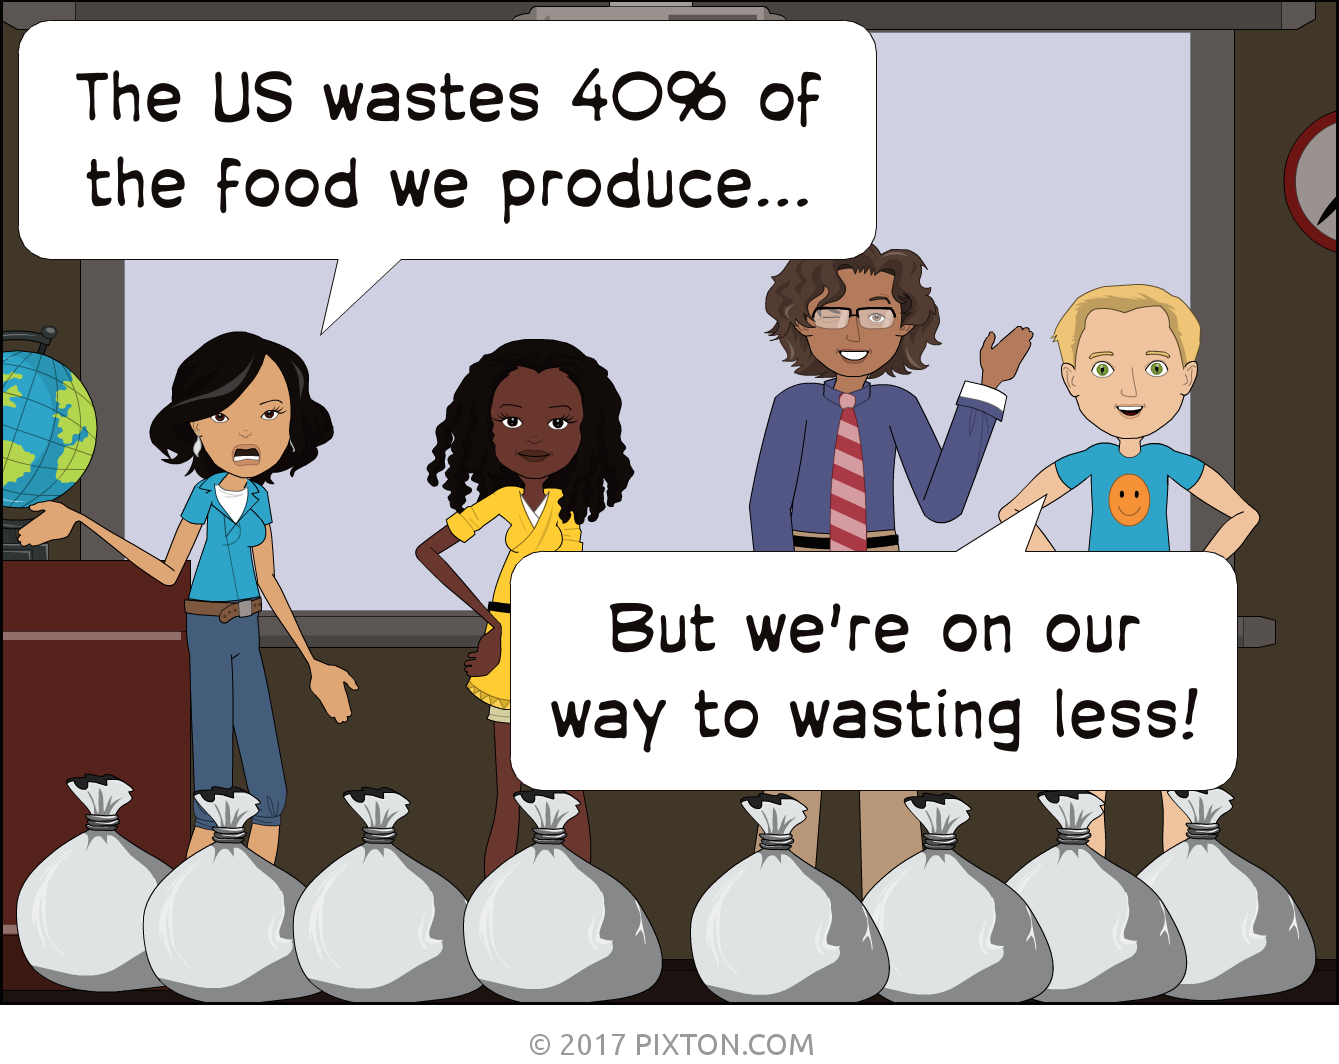 The US wastes 40% of
the food we produce...
But we're on our
way to wasting less!
© 2017 PIXTON.COM